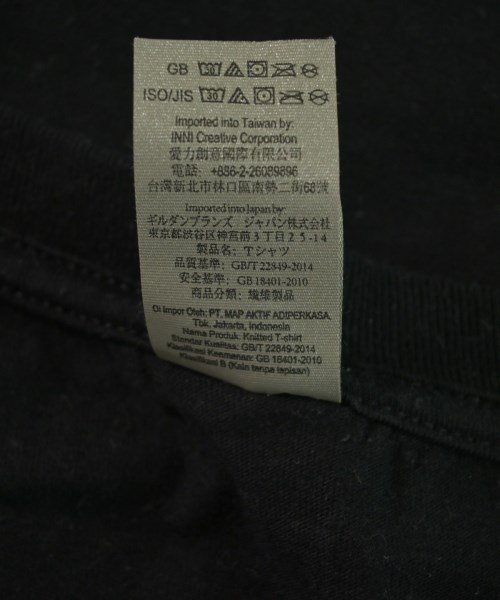 GB
ISO/JIS
Imported into Taiwan by:
INNI Creative Corporation
愛力創意國際有限公司
電話: +886-2-26089896
台灣新北市林口區南勢二街68號
Imported into Japan by:
ギルダンブランズ ジャパン株式会社
東京都渋谷区神宮前3丁目25-14
製品名: Tシャツ
品質基準: GB/T 22849-2014
安全基準: GB 18401-2010
商品分類: 繊維製品
Di Impor Oleh: PT. MAP AKTIF ADIPERKASA.
Tbk. Jakarta, Indonesia
Nama Produk: Knitted T-shirt
Standar Kualitas: GB/T 22849-2014
Klasifikasi Keamanan: GB 18401-2010
Klasifikasi B (Kain tanpa lapisan)